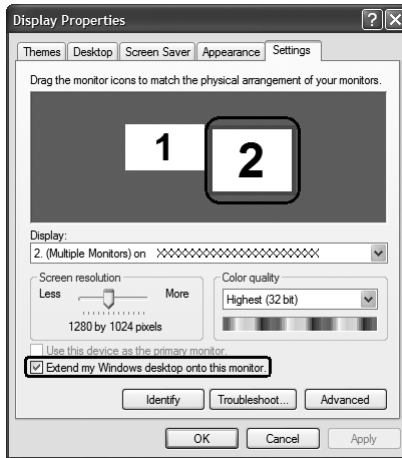 Display Properties
Themes Desktop Screen Saver Appearance Settings
Drag the monitor icons to match the physical arrangement of your monitors.
1 2
Display:
2. (Multiple Monitors) on XXXXXXXXXXXXXXXXXXXXXXX
Screen resolution Color quality
Less More Highest (32 bit)
1280 by 1024 pixels
Use this device as the primary monitor.
Extend my Windows desktop onto this monitor.
Identify Troubleshoot... Advanced
OK Cancel Apply